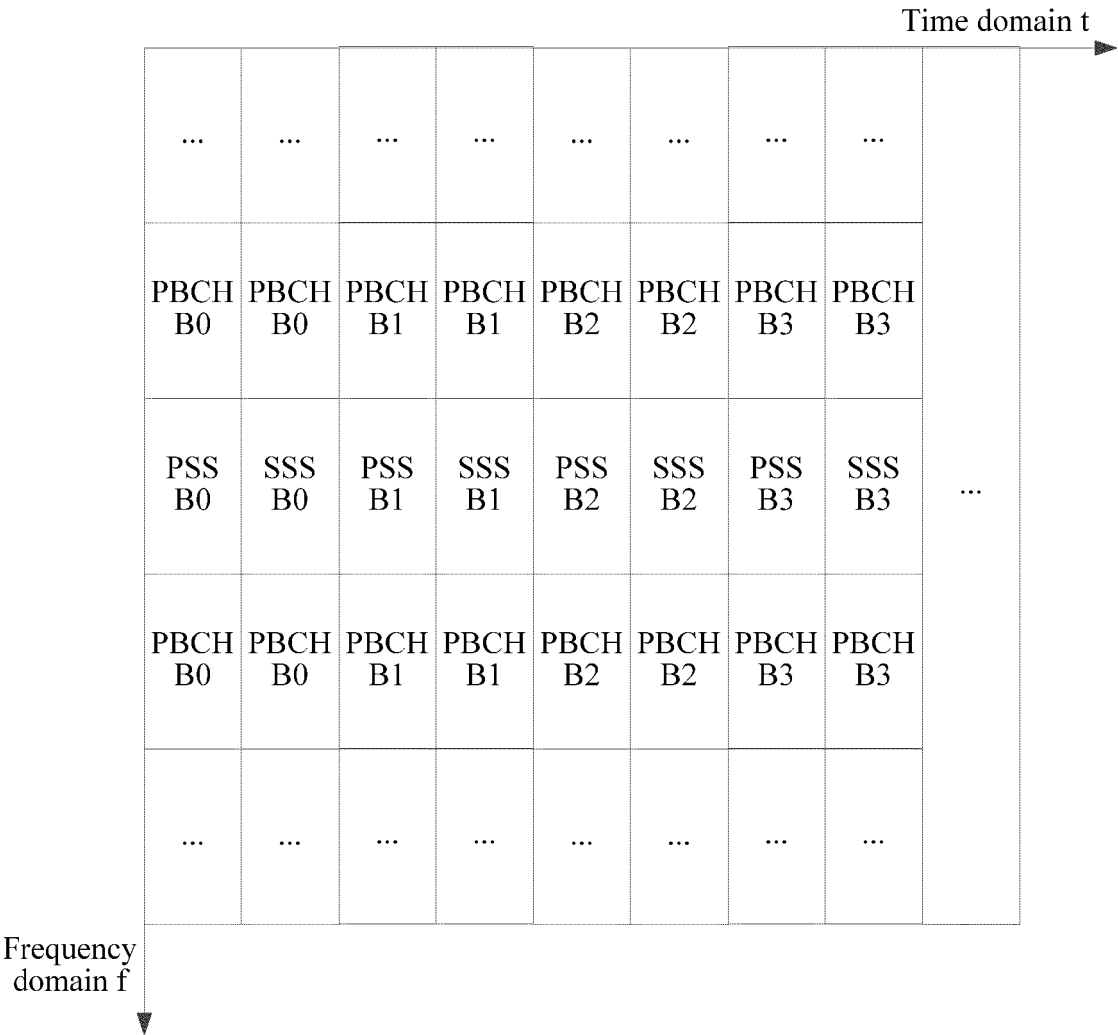 Time domain t
... ... ... ... ... ... ... ...
PBCH PBCH PBCH PBCH PBCH PBCH PBCH PBCH
B0 B0 B1 B1 B2 B2 B3 B3
PSS SSS PSS SSS PSS SSS PSS SSS
B0 B0 B1 B1 B2 B2 B3 B3
...
PBCH PBCH PBCH PBCH PBCH PBCH PBCH PBCH
B0 B0 B1 B1 B2 B2 B3 B3
... ... ... ... ... ... ... ...
Frequency
domain f